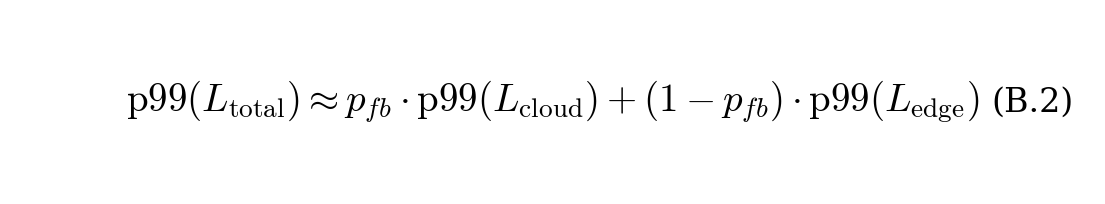 p99(L_total) ≈ p_fb · p99(L_cloud) + (1 − p_fb) · p99(L_edge) (B.2)